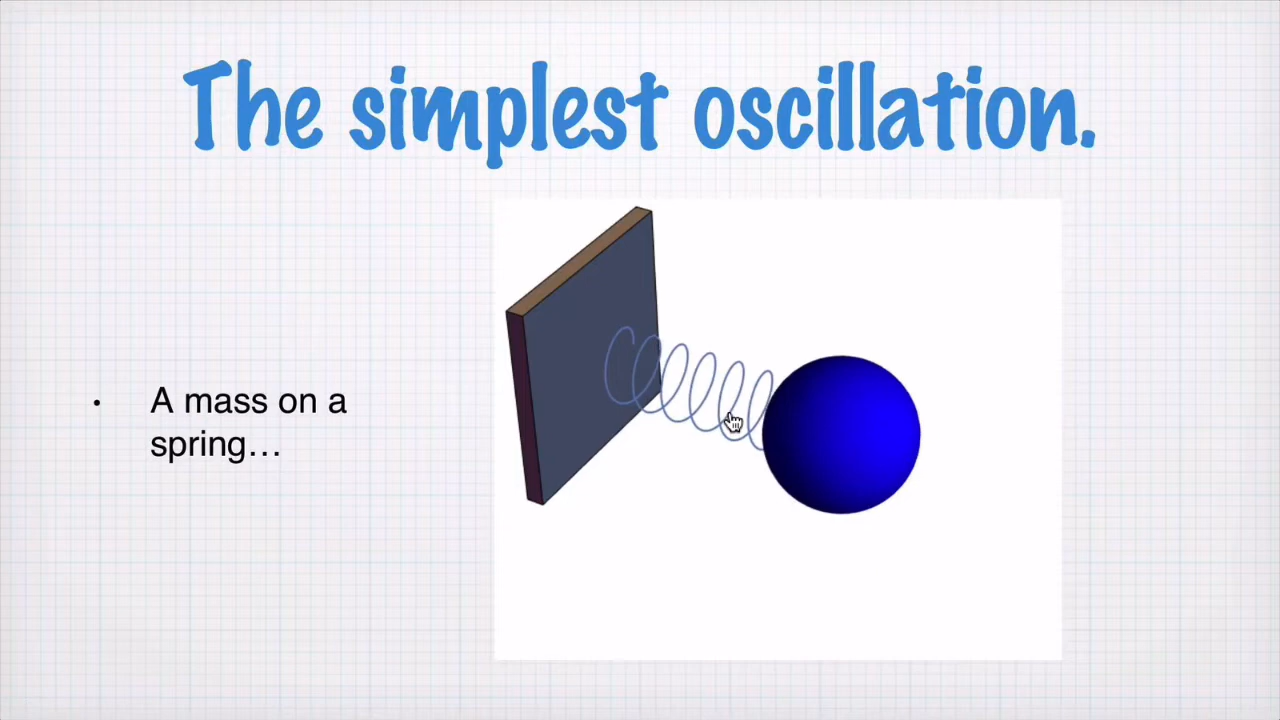 The simplest oscillation.
• A mass on a
spring…